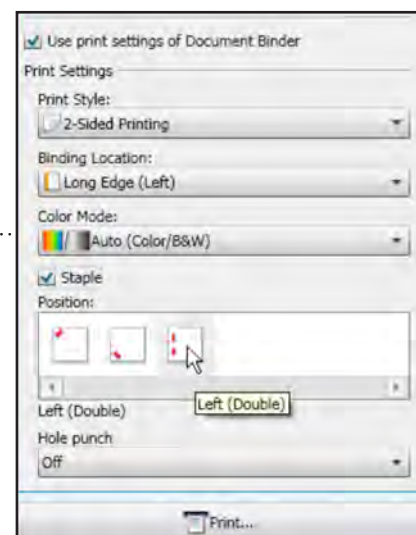 Use print settings of Document Binder
Print Settings
Print Style:
2-Sided Printing
Binding Location:
Long Edge (Left)
Color Mode:
Auto (Color/B&W)
Staple
Position:
Left (Double)
Left (Double)
Hole punch
Off
Print...